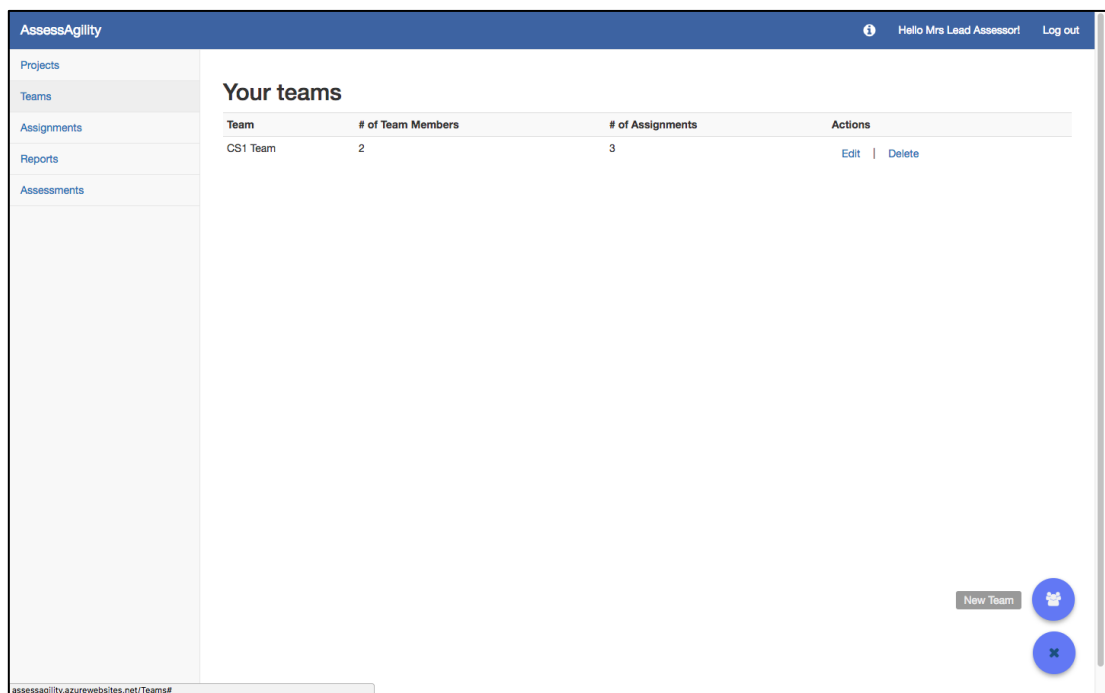 AssessAgility Hello Mrs Lead Assessor! Log out
Projects
Teams
Assignments
Reports
Assessments
Your teams
Team # of Team Members # of Assignments Actions
CS1 Team 2 3 Edit | Delete
New Team
assessagility.azurewebsites.net/Teams#